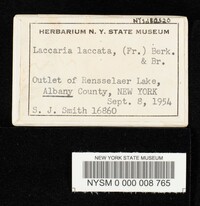 HERBARIUM N. Y. STATE MUSEUM
Laccaria laccata, (Fr.) Berk.
& Br.
Outlet of Rensselaer Lake,
Albany County, NEW YORK
Sept. 8, 1954
S. J. Smith 16860
NEW YORK STATE MUSEUM
NYSM 0 000 008 765